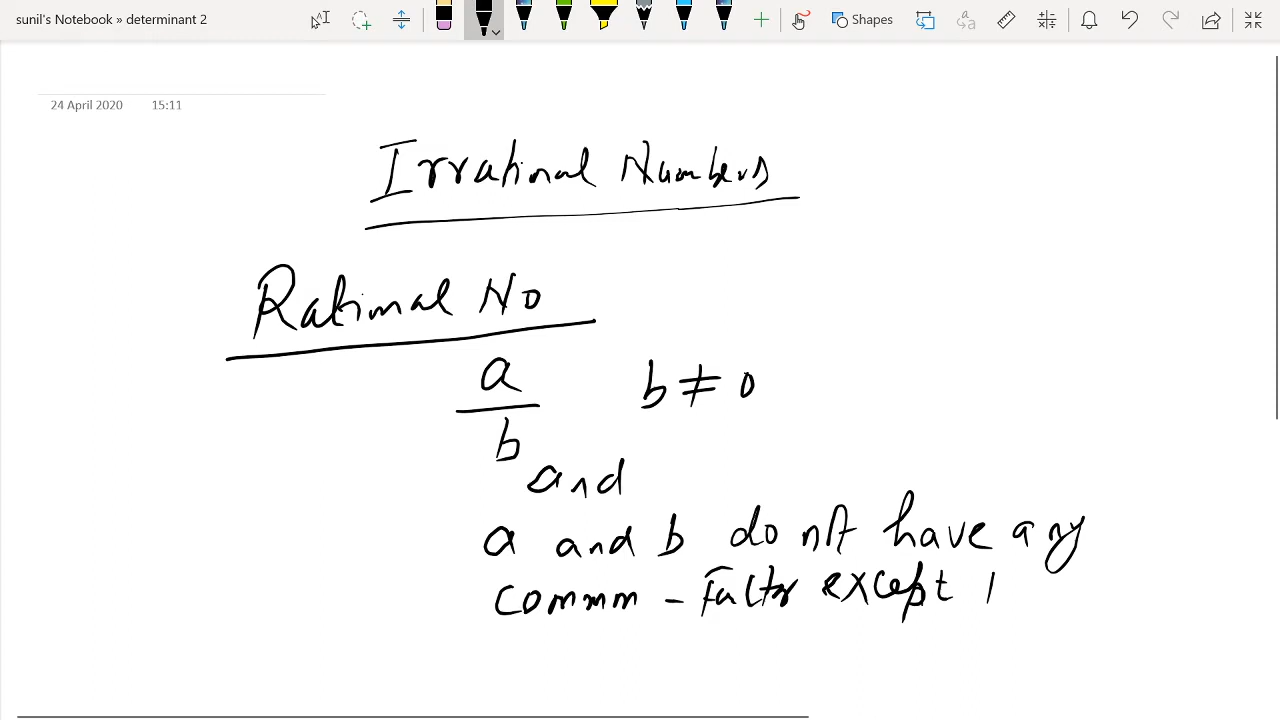 sunil's Notebook » determinant 2
Shapes
24 April 2020 15:11
Irrational Numbers
Rational No
a
b
b ≠ 0
and
a and b do not have any
common - Factor except 1